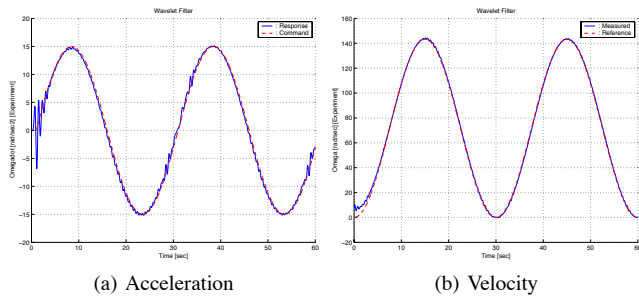 Wavelet Filter
20
15
10
5
0
−5
−10
−15
−20
0
10
20
30
40
50
60
Time [sec]
Omegadot [rad/sec2] [Experiment]
: Response
: Command
(a) Acceleration
Wavelet Filter
160
140
120
100
80
60
40
20
0
−20
0
10
20
30
40
50
60
Time [sec]
Omega [rad/sec] [Experiment]
: Measured
: Reference
(b) Velocity